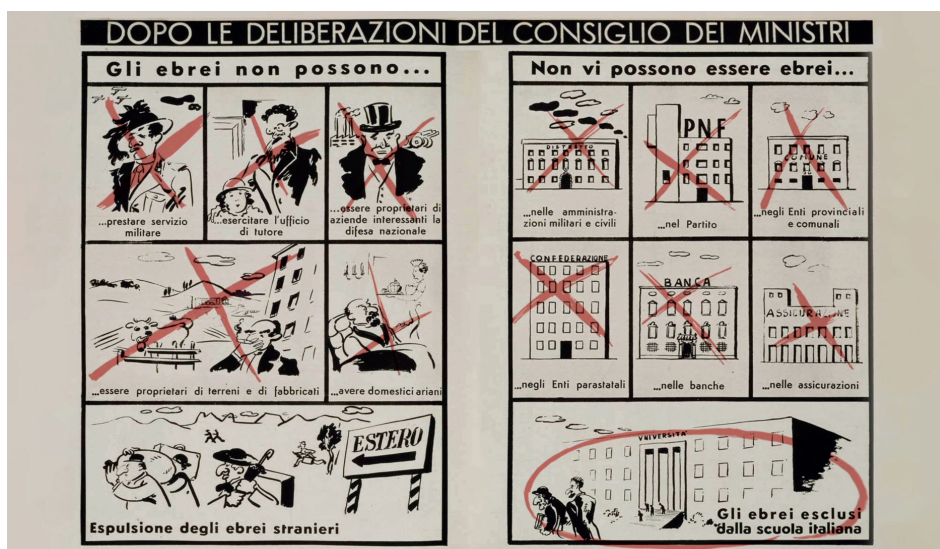 DOPO LE DELIBERAZIONI DEL CONSIGLIO DEI MINISTRI
Gli ebrei non possono...
...prestare servizio
militare
...esercitare l'ufficio
di tutore
...essere proprietari di
aziende interessanti la
difesa nazionale
...essere proprietari di terreni e di fabbricati
...avere domestici ariani
ESTERO
Espulsione degli ebrei stranieri
Non vi possono essere ebrei...
DISTRETTO
...nelle amministra-
zioni militari e civili
PNF
...nel Partito
COMUNE
...negli Enti provinciali
e comunali
CONFEDERAZIONE
...negli Enti parastatali
BANCA
...nelle banche
ASSICURAZIONE
...nelle assicurazioni
VNIVERSITA'
Gli ebrei esclusi
dalla scuola italiana